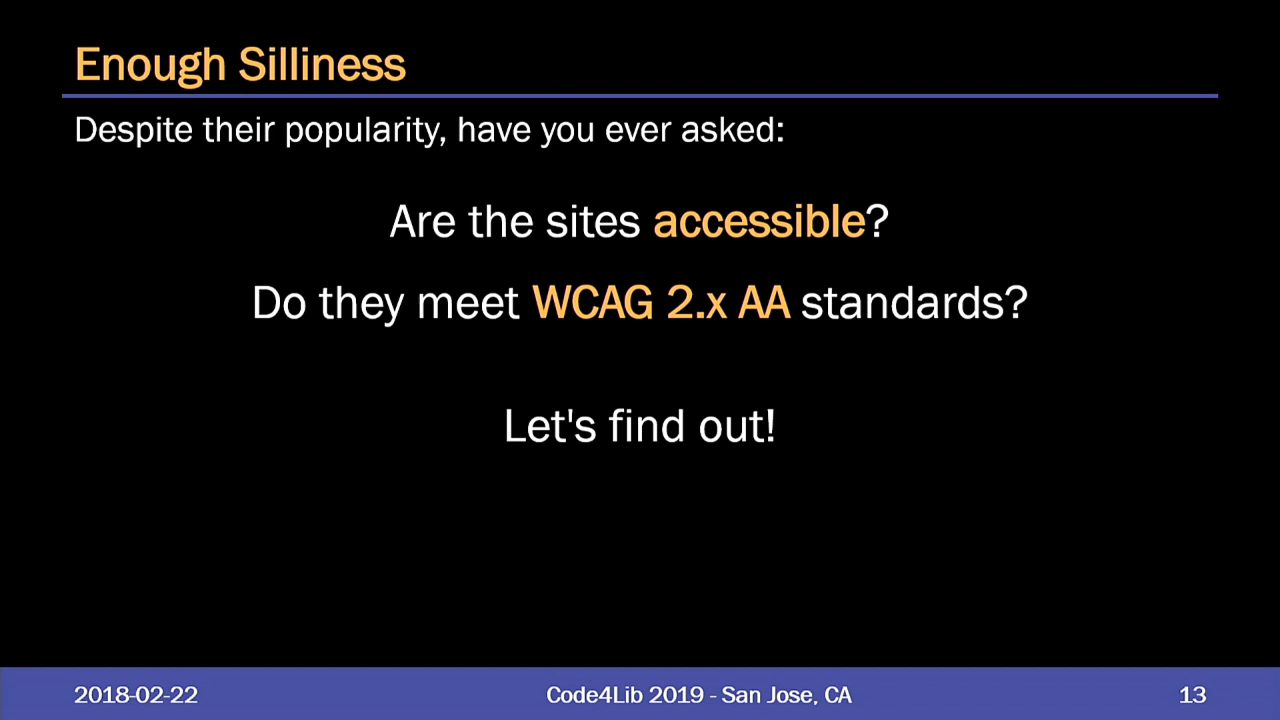 Enough Silliness
Despite their popularity, have you ever asked:
Are the sites accessible?
Do they meet WCAG 2.x AA standards?
Let's find out!
2018-02-22
Code4Lib 2019 - San Jose, CA
13